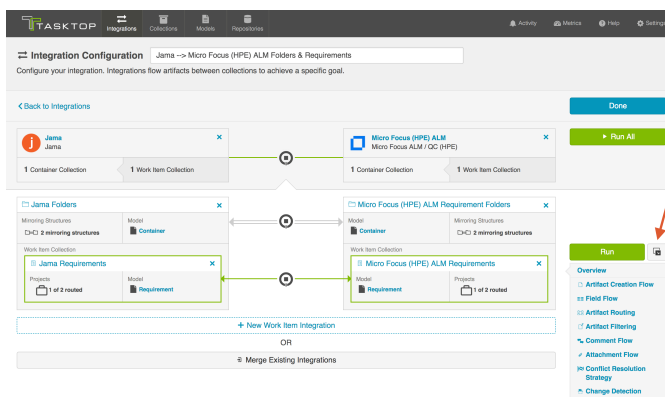 TASKTOP
Integrations
Collections
Models
Repositories
Activity
Metrics
Help
Settings
Integration Configuration
Jama --> Micro Focus (HPE) ALM Folders & Requirements
Configure your integration. Integrations flow artifacts between collections to achieve a specific goal.
Back to Integrations
Done
Jama
Jama
Micro Focus (HPE) ALM
Micro Focus ALM / QC (HPE)
Run All
1 Container Collection
1 Work Item Collection
1 Container Collection
1 Work Item Collection
Jama Folders
Micro Focus (HPE) ALM Requirement Folders
Mirroring Structures
Model
Model
Mirroring Structures
2 mirroring structures
Container
Container
2 mirroring structures
Work Item Collection
Work Item Collection
Run
Jama Requirements
Micro Focus (HPE) ALM Requirements
Projects
Model
Model
Projects
1 of 2 routed
Requirement
Requirement
1 of 2 routed
Overview
Artifact Creation Flow
Field Flow
Artifact Routing
Artifact Filtering
Comment Flow
Attachment Flow
Conflict Resolution
Strategy
Change Detection
+ New Work Item Integration
OR
Merge Existing Integrations